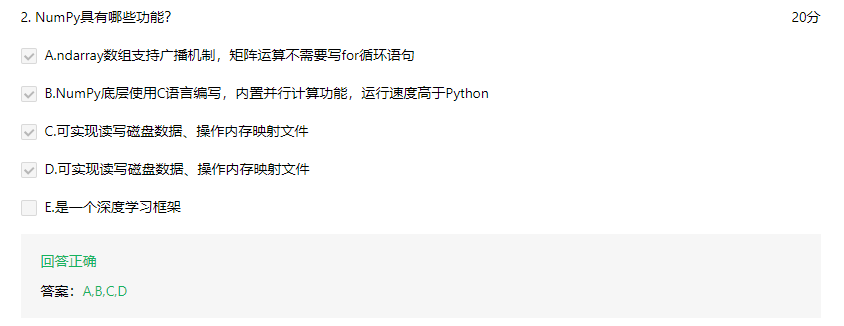 2. NumPy具有哪些功能? 20分
A.ndarray数组支持广播机制，矩阵运算不需要写for循环语句
B.NumPy底层使用C语言编写，内置并行计算功能，运行速度高于Python
C.可实现读写磁盘数据、操作内存映射文件
D.可实现读写磁盘数据、操作内存映射文件
E.是一个深度学习框架
回答正确
答案：A,B,C,D